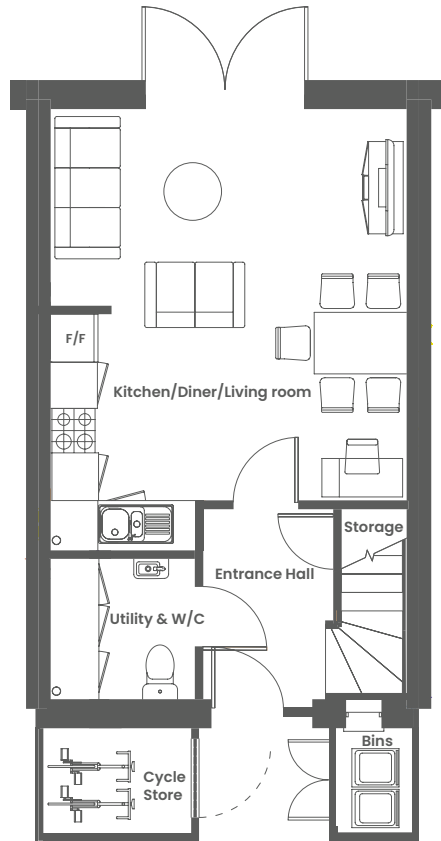 F/F
Kitchen/Diner/Living room
Storage
Entrance Hall
Utility & W/C
Bins
Cycle
Store